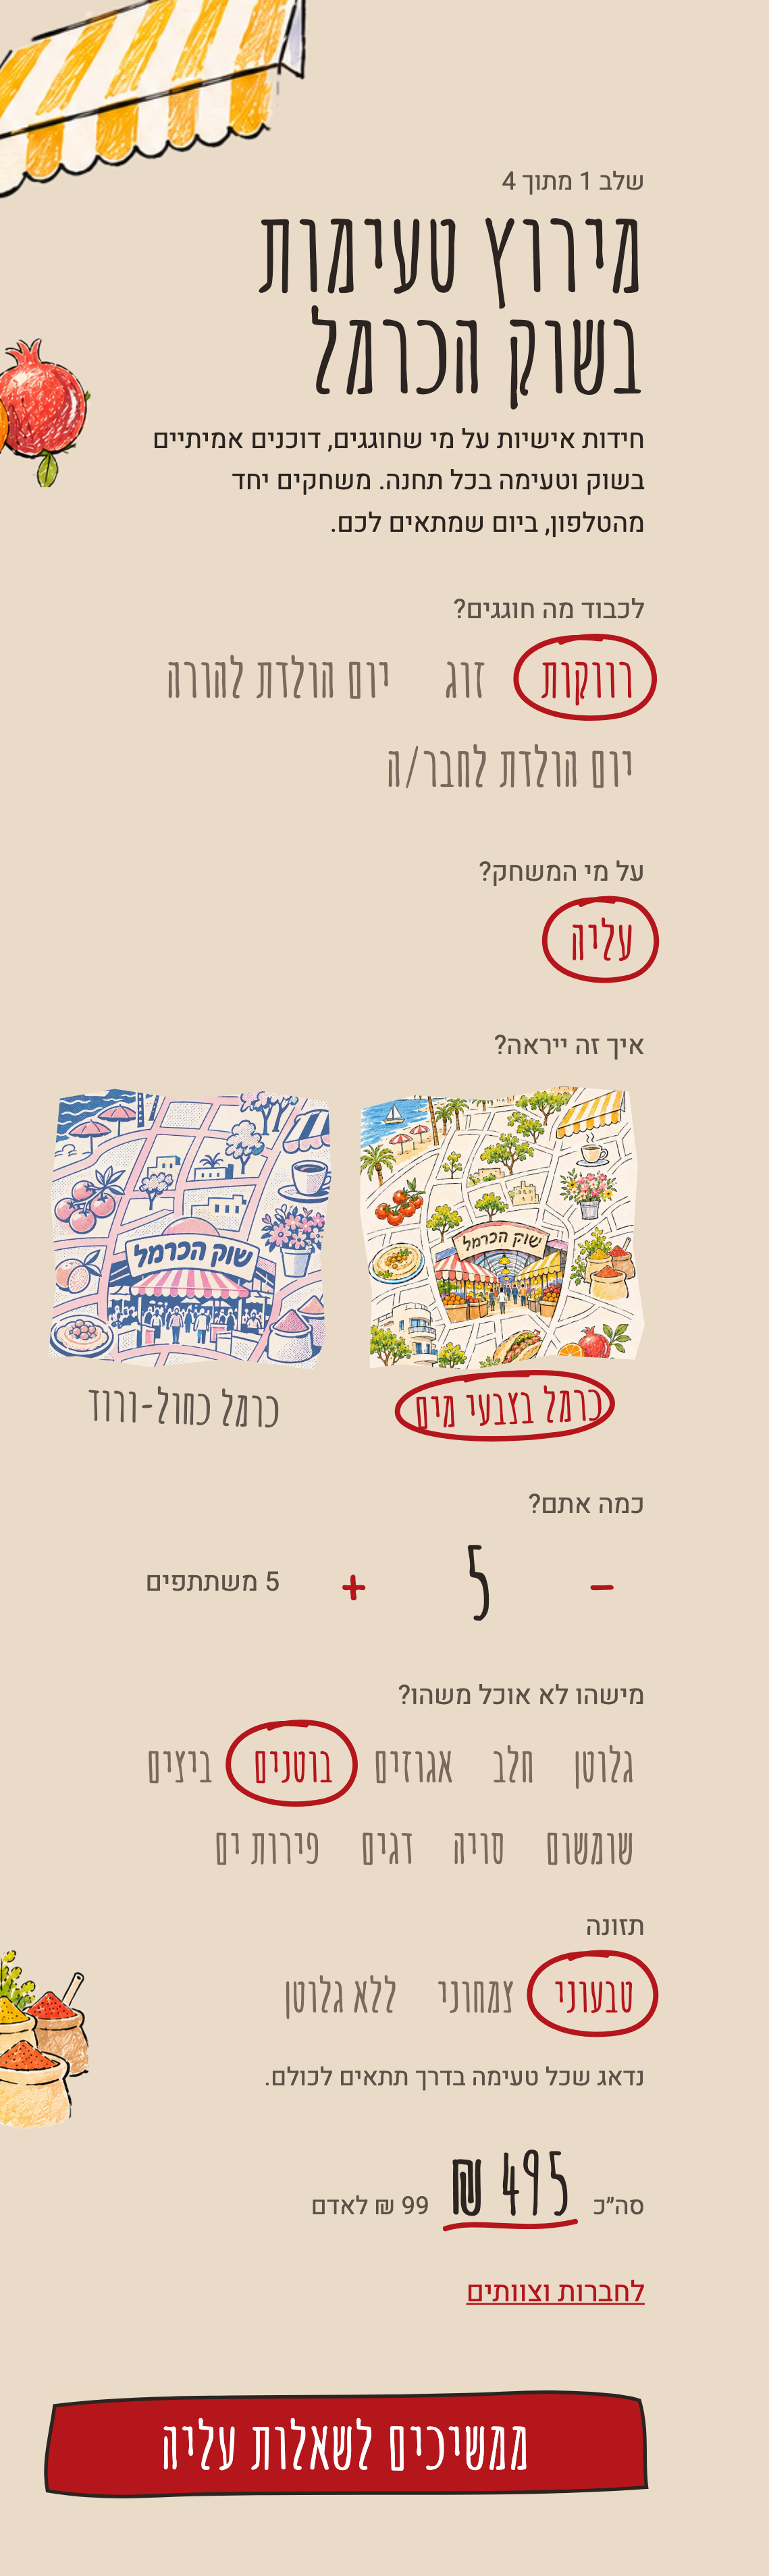 שלב 1 מתוך 4
מירוץ טעימות
בשוק הכרמל
חידות אישיות על מי שחוגגים, דוכנים אמיתיים
בשוק וטעימה בכל תחנה. משחקים יחד
מהטלפון, ביום שמתאים לכם.
לכבוד מה חוגגים?
רווקות זוג יום הולדת להורה
יום הולדת לחבר/ה
על מי המשחק?
עליה
איך זה ייראה?
שוק הכרמל
שוק הכרמל
כרמל בצבעי מים כרמל כחול-ורוד
כמה אתם?
− 5 + 5 משתתפים
מישהו לא אוכל משהו?
גלוטן חלב אגוזים בוטנים ביצים
שומשום סויה דגים פירות ים
תזונה
טבעוני צמחוני ללא גלוטן
נדאג שכל טעימה בדרך תתאים לכולם.
סה״כ 495 ₪ 99 ₪ לאדם
לחברות וצוותים
ממשיכים לשאלות עליה